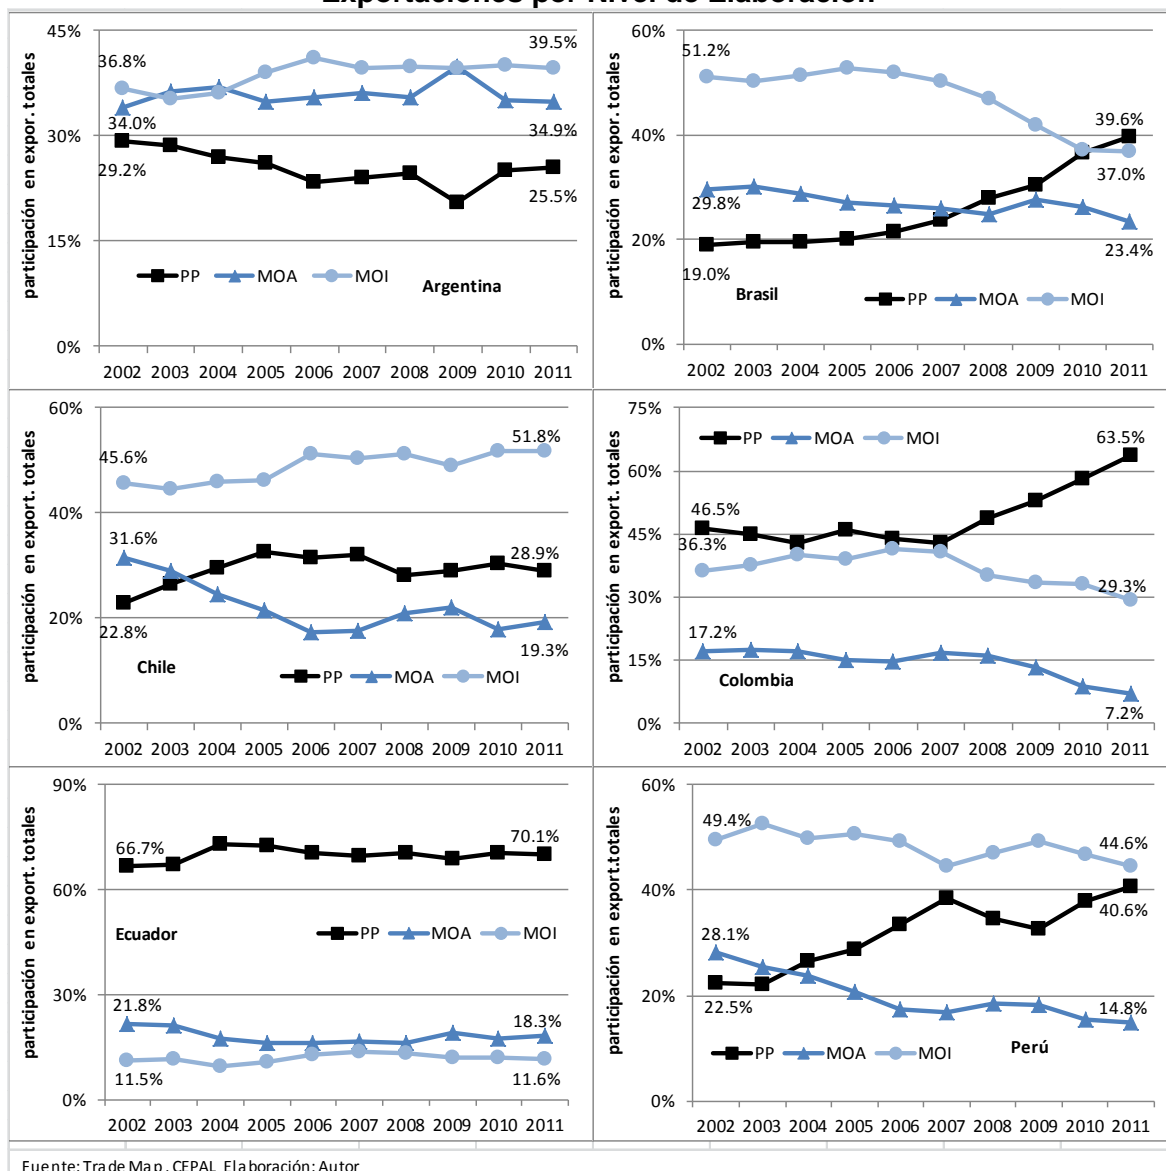 Exportaciones por Nivel de Elaboración
participación en expor. totales
45%
30%
15%
0%
36.8%
34.0%
29.2%
39.5%
34.9%
25.5%
PP MOA MOI
Argentina
2002 2003 2004 2005 2006 2007 2008 2009 2010 2011
participación en expor. totales
60%
40%
20%
0%
51.2%
29.8%
19.0%
39.6%
37.0%
23.4%
Brasil
PP MOA MOI
2002 2003 2004 2005 2006 2007 2008 2009 2010 2011
participación en export. totales
60%
40%
20%
0%
45.6%
31.6%
22.8%
51.8%
28.9%
19.3%
Chile
PP MOA MOI
2002 2003 2004 2005 2006 2007 2008 2009 2010 2011
participación en export. totales
75%
60%
45%
30%
15%
0%
PP MOA MOI
46.5%
36.3%
17.2%
63.5%
29.3%
7.2%
Colombia
2002 2003 2004 2005 2006 2007 2008 2009 2010 2011
participación en export. totales
90%
60%
30%
0%
66.7%
70.1%
Ecuador
PP MOA MOI
21.8%
18.3%
11.5%
11.6%
2002 2003 2004 2005 2006 2007 2008 2009 2010 2011
participación en export.totales
60%
40%
20%
0%
49.4%
28.1%
22.5%
44.6%
40.6%
14.8%
PP MOA MOI
Perú
2002 2003 2004 2005 2006 2007 2008 2009 2010 2011
Fuente: Trade Map, CEPAL Elaboración: Autor